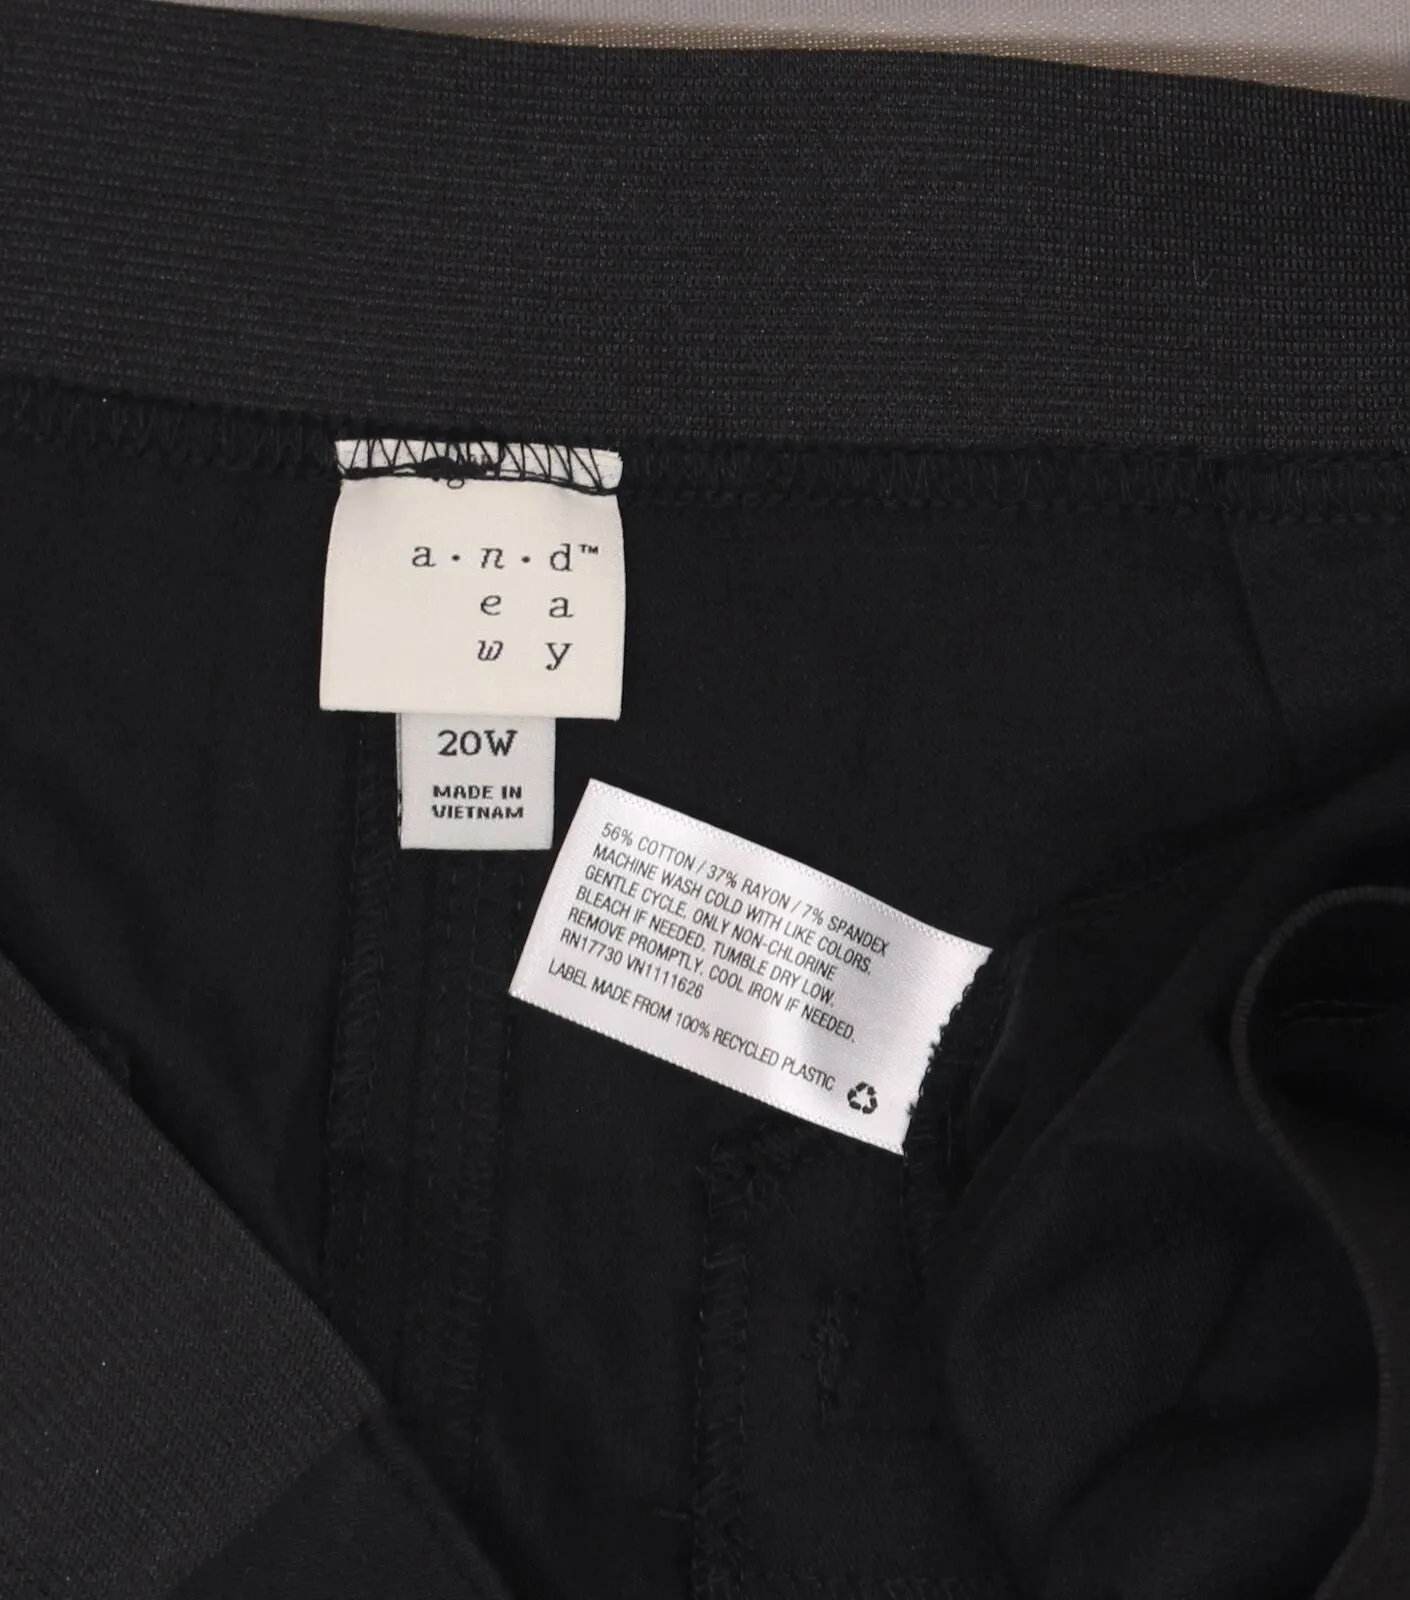 a·n·d™
e a
w y
20W
MADE IN
VIETNAM
56% COTTON / 37% RAYON / 7% SPANDEX
MACHINE WASH COLD WITH LIKE COLORS,
GENTLE CYCLE. ONLY NON-CHLORINE
BLEACH IF NEEDED. TUMBLE DRY LOW.
REMOVE PROMPTLY. COOL IRON IF NEEDED.
RN17730 VN1111626
LABEL MADE FROM 100% RECYCLED PLASTIC